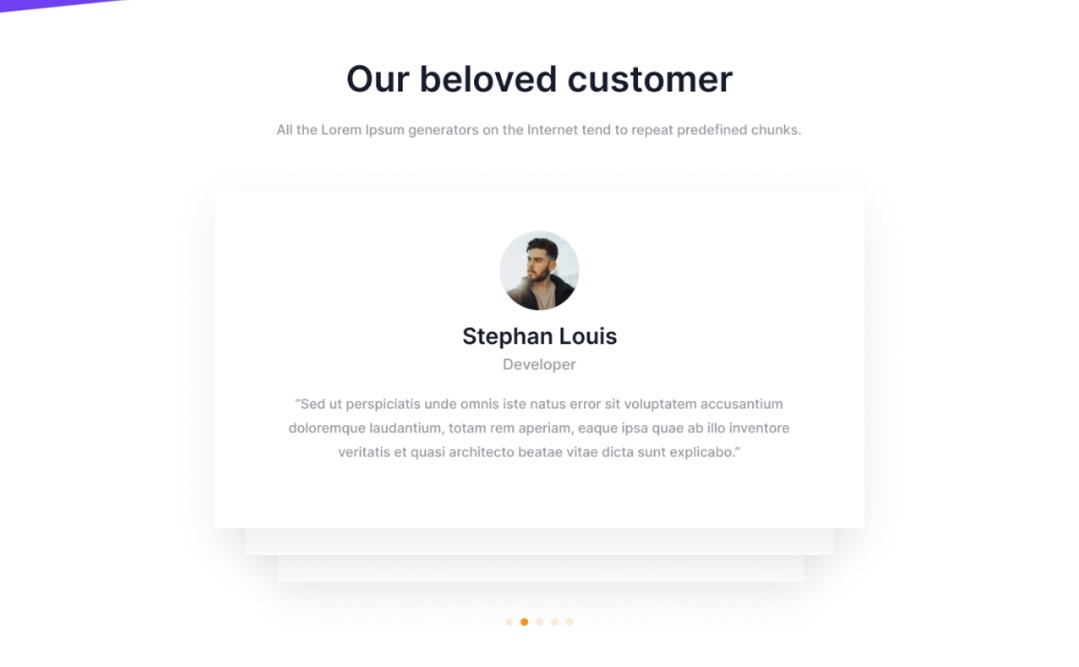 Our beloved customer
All the Lorem Ipsum generators on the Internet tend to repeat predefined chunks.
Stephan Louis
Developer
“Sed ut perspiciatis unde omnis iste natus error sit voluptatem accusantium
doloremque laudantium, totam rem aperiam, eaque ipsa quae ab illo inventore
veritatis et quasi architecto beatae vitae dicta sunt explicabo.”